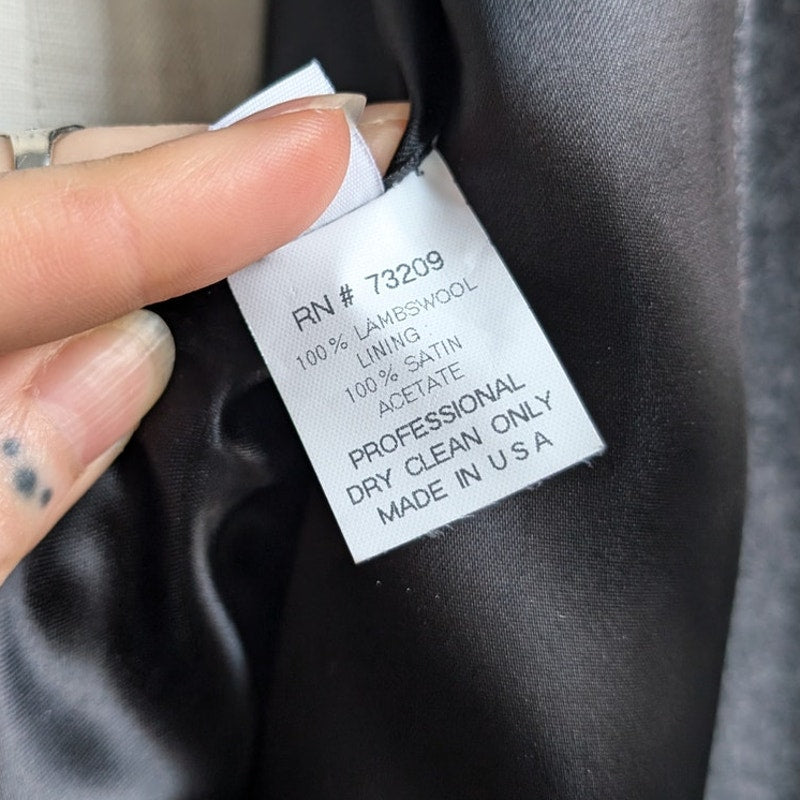 RN # 73209
100% LAMBSWOOL
LINING
100% SATIN
ACETATE
PROFESSIONAL
DRY CLEAN ONLY
MADE IN USA